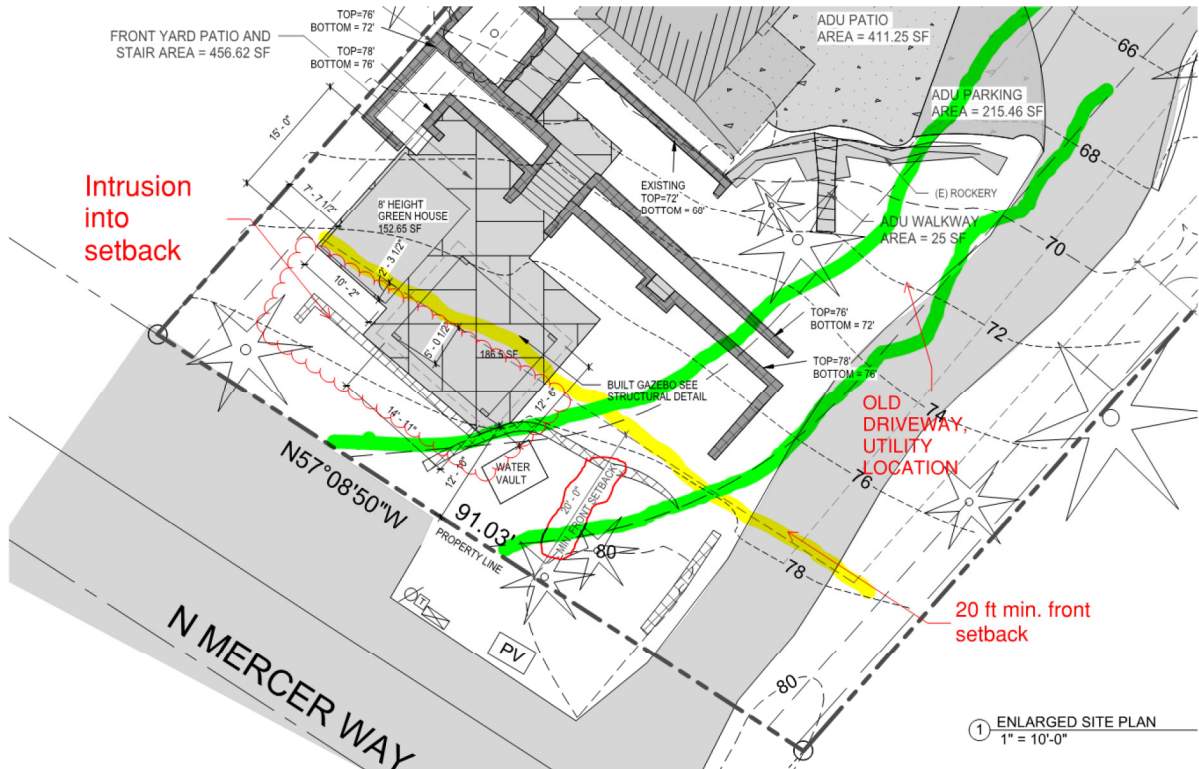 TOP=76'
BOTTOM = 72'
FRONT YARD PATIO AND
STAIR AREA = 456.62 SF
TOP=78'
BOTTOM = 76'
ADU PATIO
AREA = 411.25 SF
66
ADU PARKING
AREA = 215.46 SF
68
15' - 0"
Intrusion
into
setback
7'- 7 1/2"
8' HEIGHT
GREEN HOUSE
152.65 SF
EXISTING
TOP=72'
BOTTOM = 66'
(E) ROCKERY
ADU WALKWAY
AREA = 25 SF
70
2'- 3 1/2"
10' - 2"
5' - 0 1/2"
186.5 SF
TOP=76'
BOTTOM = 72'
72
TOP=78'
BOTTOM = 76'
BUILT GAZEBO SEE
STRUCTURAL DETAIL
12' - 6"
14' - 11"
74
OLD
DRIVEWAY
UTILITY
LOCATION
N57°08'50"W
12' - 10"
WATER
VAULT
76
20' - 0"
MIN. FRONT SETBACK
91.03'
PROPERTY LINE
80
78
20 ft min. front
setback
T
PV
N MERCER WAY
80
1
ENLARGED SITE PLAN
1" = 10'-0"